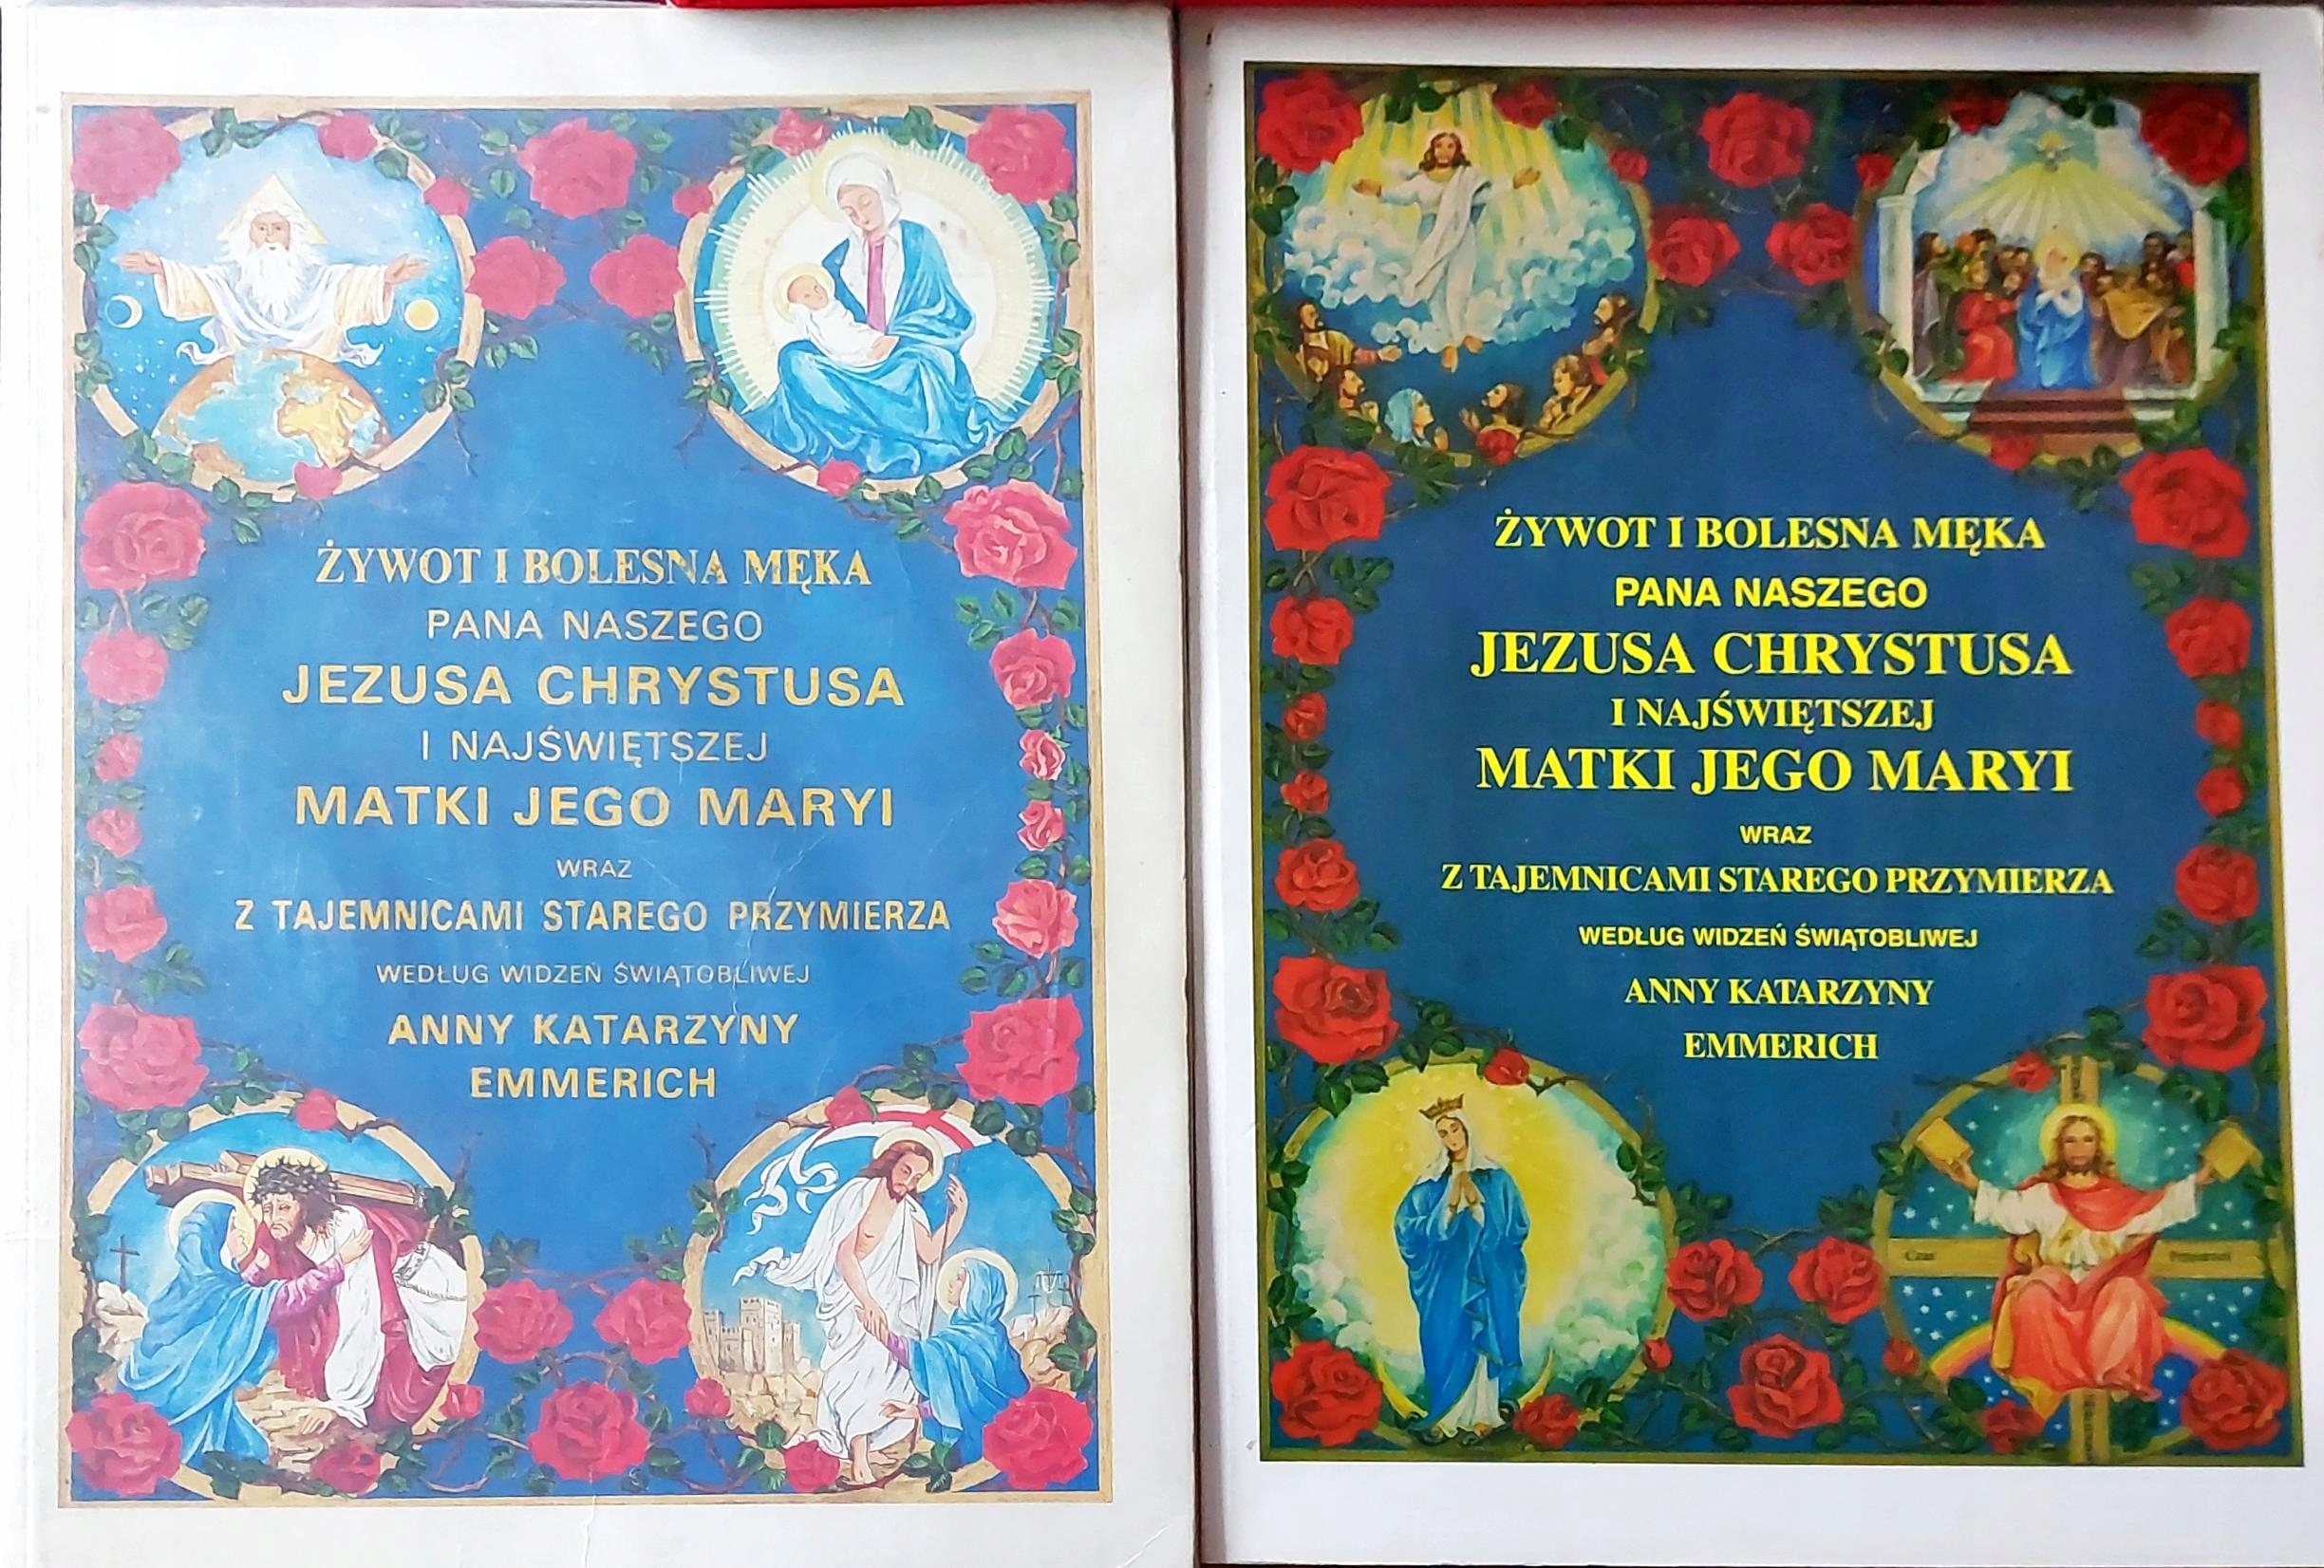 ŻYWOT I BOLESNA MĘKA
PANA NASZEGO
JEZUSA CHRYSTUSA
I NAJŚWIĘTSZEJ
MATKI JEGO MARYI
WRAZ
Z TAJEMNICAMI STAREGO PRZYMIERZA
WEDŁUG WIDZEŃ ŚWIĄTOBLIWEJ
ANNY KATARZYNY
EMMERICH
ŻYWOT I BOLESNA MĘKA
PANA NASZEGO
JEZUSA CHRYSTUSA
I NAJŚWIĘTSZEJ
MATKI JEGO MARYI
WRAZ
Z TAJEMNICAMI STAREGO PRZYMIERZA
WEDŁUG WIDZEŃ ŚWIĄTOBLIWEJ
ANNY KATARZYNY
EMMERICH
Czas